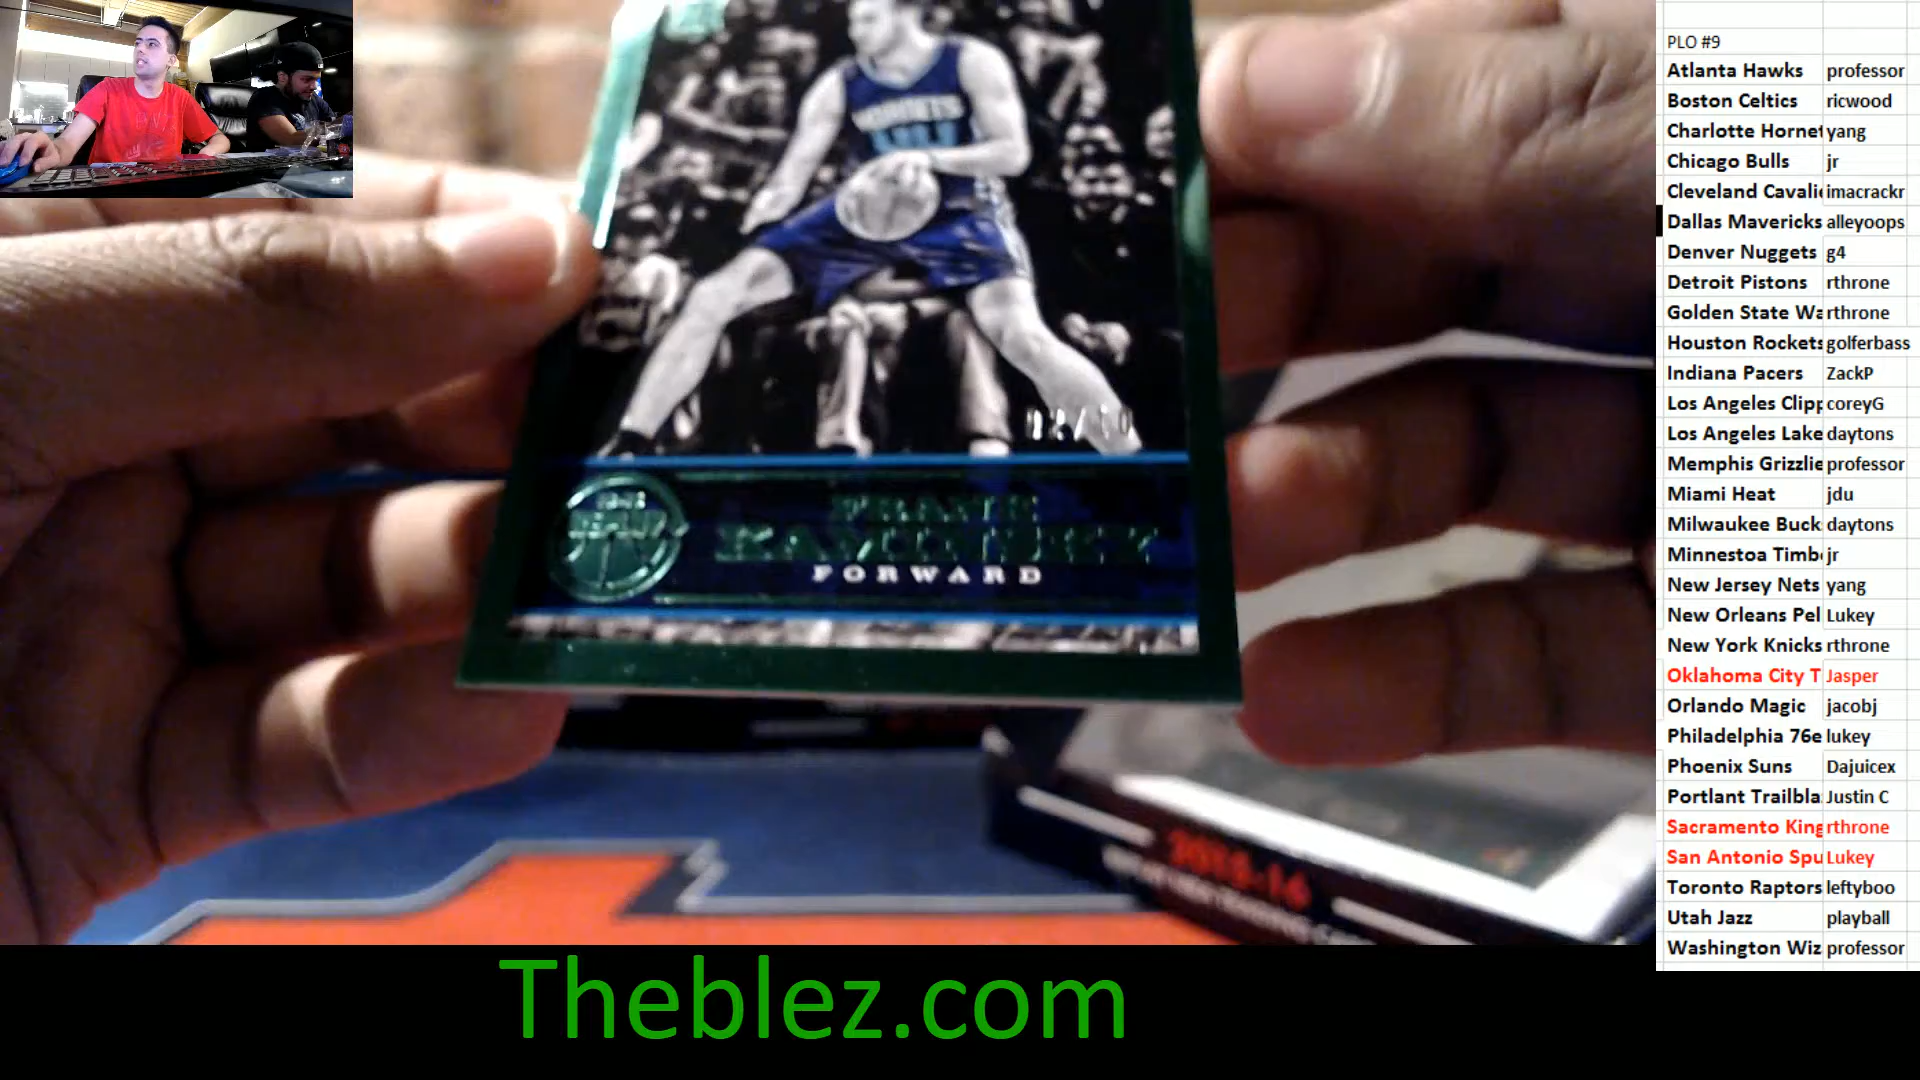 PLO #9
Atlanta Hawks professor
Boston Celtics ricwood
Charlotte Hornet yang
Chicago Bulls jr
Cleveland Cavali imacrackr
Dallas Mavericks alleyoops
Denver Nuggets g4
Detroit Pistons rthrone
Golden State Wa rthrone
Houston Rockets golferbass
Indiana Pacers ZackP
Los Angeles Clipp coreyG
Los Angeles Lake daytons
Memphis Grizzlie professor
Miami Heat jdu
Milwaukee Buck daytons
Minnestoa Timb jr
New Jersey Nets yang
New Orleans Pel Lukey
New York Knicks rthrone
Oklahoma City T Jasper
Orlando Magic jacobj
Philadelphia 76e lukey
Phoenix Suns Dajuicex
Portlant Trailbla Justin C
Sacramento King rthrone
San Antonio Spu Lukey
Toronto Raptors leftyboo
Utah Jazz playball
Washington Wiz professor
HORNETS
FRANK
KAMINSKY
FORWARD
2015-16
Theblez.com